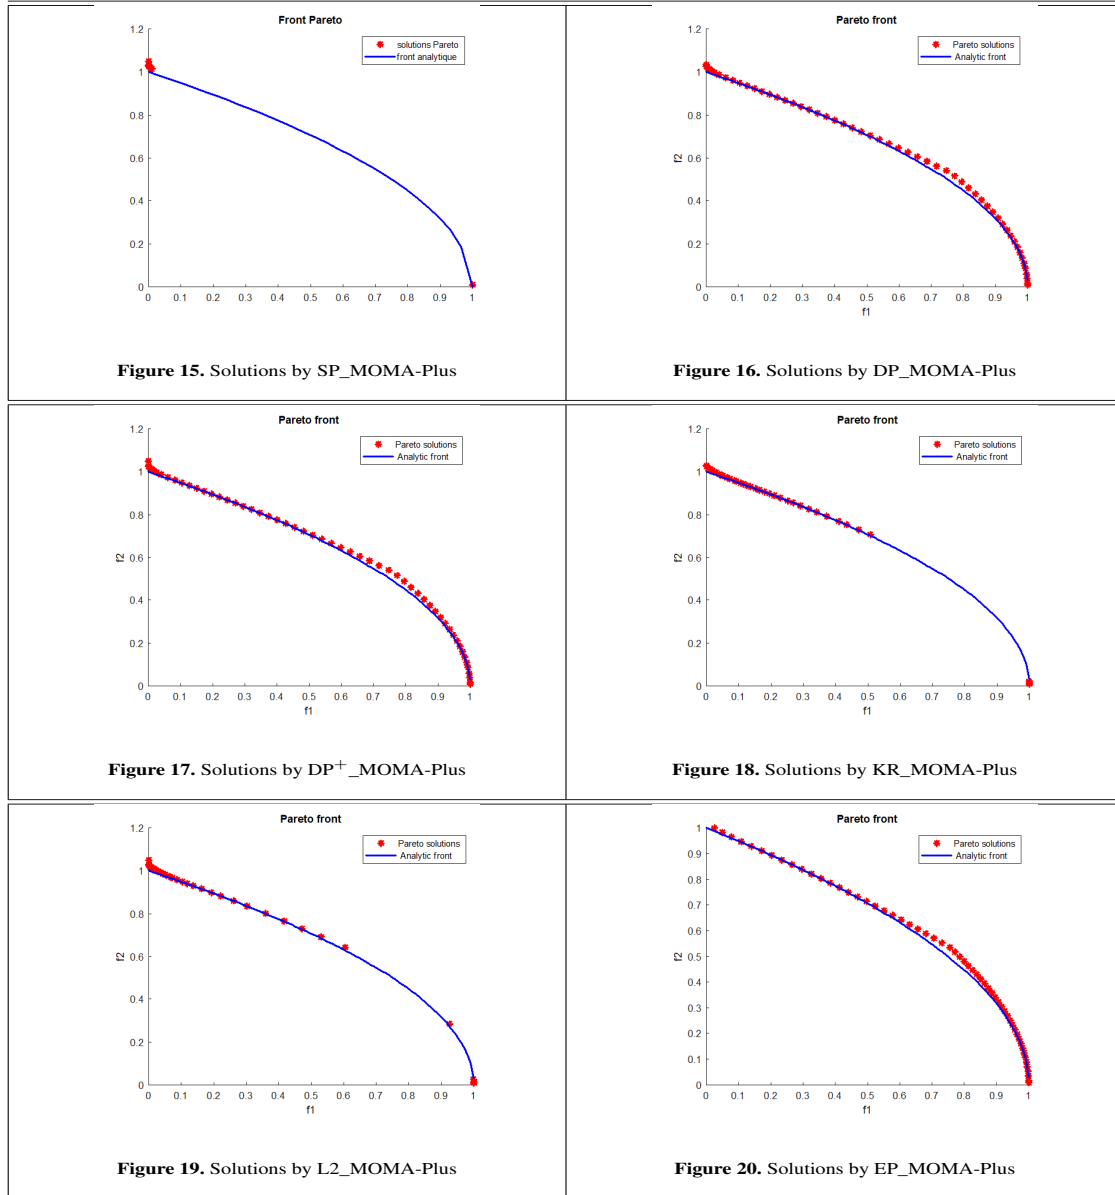 Front Pareto
solutions Pareto
front analytique
1.2
1
0.8
0.6
0.4
0.2
0
0 0.1 0.2 0.3 0.4 0.5 0.6 0.7 0.8 0.9 1
Figure 15. Solutions by SP_MOMA-Plus
Pareto front
Pareto solutions
Analytic front
1.2
1
0.8
0.6
0.4
0.2
0
f2
0 0.1 0.2 0.3 0.4 0.5 0.6 0.7 0.8 0.9 1
f1
Figure 16. Solutions by DP_MOMA-Plus
Pareto front
Pareto solutions
Analytic front
1.2
1
0.8
0.6
0.4
0.2
0
f2
0 0.1 0.2 0.3 0.4 0.5 0.6 0.7 0.8 0.9 1
f1
Figure 17. Solutions by DP+_MOMA-Plus
Pareto front
Pareto solutions
Analytic front
1.2
1
0.8
0.6
0.4
0.2
0
f2
0 0.1 0.2 0.3 0.4 0.5 0.6 0.7 0.8 0.9 1
f1
Figure 18. Solutions by KR_MOMA-Plus
Pareto front
Pareto solutions
Analytic front
1.2
1
0.8
0.6
0.4
0.2
0
f2
0 0.1 0.2 0.3 0.4 0.5 0.6 0.7 0.8 0.9 1
f1
Figure 19. Solutions by L2_MOMA-Plus
Pareto front
Pareto solutions
Analytic front
1
0.9
0.8
0.7
0.6
0.5
0.4
0.3
0.2
0.1
0
f2
0 0.1 0.2 0.3 0.4 0.5 0.6 0.7 0.8 0.9 1
f1
Figure 20. Solutions by EP_MOMA-Plus